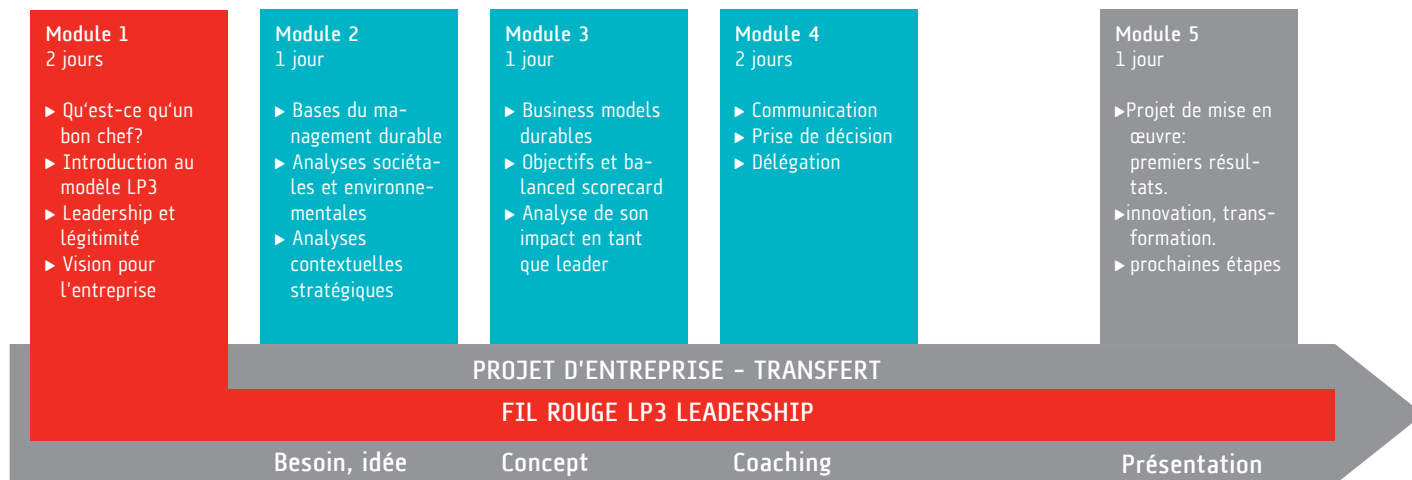 Module 1
2 jours
▸ Qu‘est-ce qu‘un
bon chef?
▸ Introduction au
modèle LP3
▸ Leadership et
légitimité
▸ Vision pour
l'entreprise
Module 2
1 jour
▸ Bases du ma-
nagement durable
▸ Analyses sociéta-
les et environne-
mentales
▸ Analyses
contextuelles
stratégiques
Module 3
1 jour
▸ Business models
durables
▸ Objectifs et ba-
lanced scorecard
▸ Analyse de son
impact en tant
que leader
Module 4
2 jours
▸ Communication
▸ Prise de décision
▸ Délégation
Module 5
1 jour
▸Projet de mise en
œuvre:
premiers résul-
tats.
▸innovation, trans-
formation.
▸ prochaines étapes
PROJET D'ENTREPRISE - TRANSFERT
FIL ROUGE LP3 LEADERSHIP
Besoin, idée
Concept
Coaching
Présentation